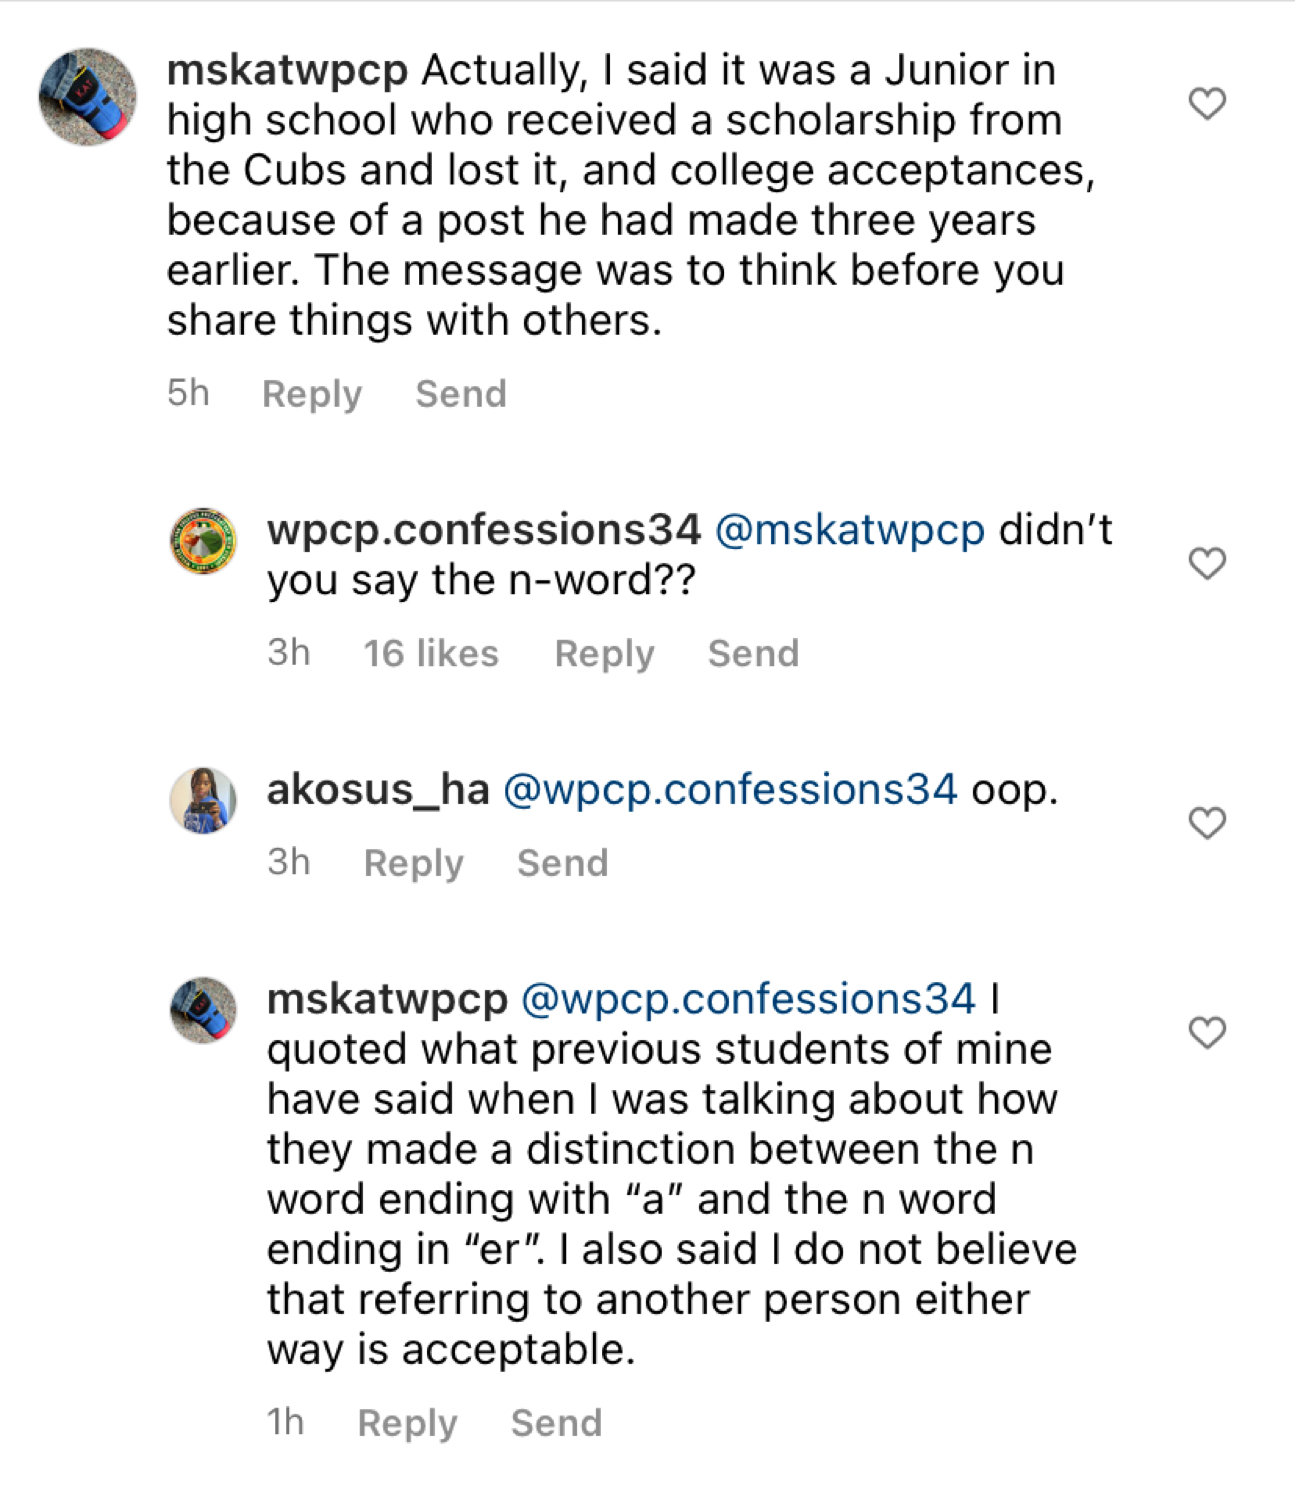 mskatwpcp Actually, I said it was a Junior in
high school who received a scholarship from
the Cubs and lost it, and college acceptances,
because of a post he had made three years
earlier. The message was to think before you
share things with others.
5h Reply Send
wpcp.confessions34 @mskatwpcp didn’t
you say the n-word??
3h 16 likes Reply Send
akosus_ha @wpcp.confessions34 oop.
3h Reply Send
mskatwpcp @wpcp.confessions34 I
quoted what previous students of mine
have said when I was talking about how
they made a distinction between the n
word ending with “a” and the n word
ending in “er”. I also said I do not believe
that referring to another person either
way is acceptable.
1h Reply Send